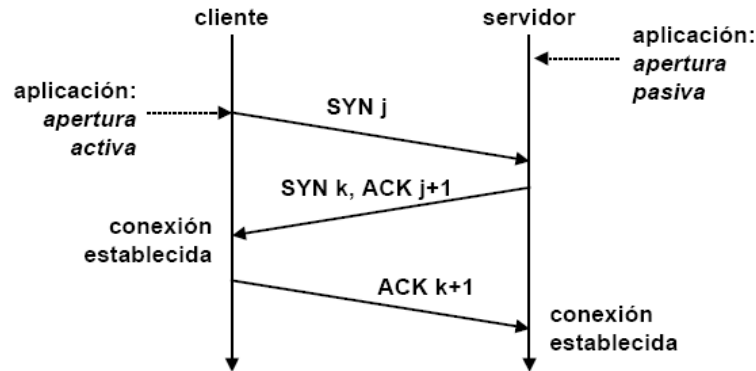 cliente
servidor
aplicación:
apertura
pasiva
aplicación:
apertura
activa
SYN j
SYN k, ACK j+1
conexión
establecida
ACK k+1
conexión
establecida